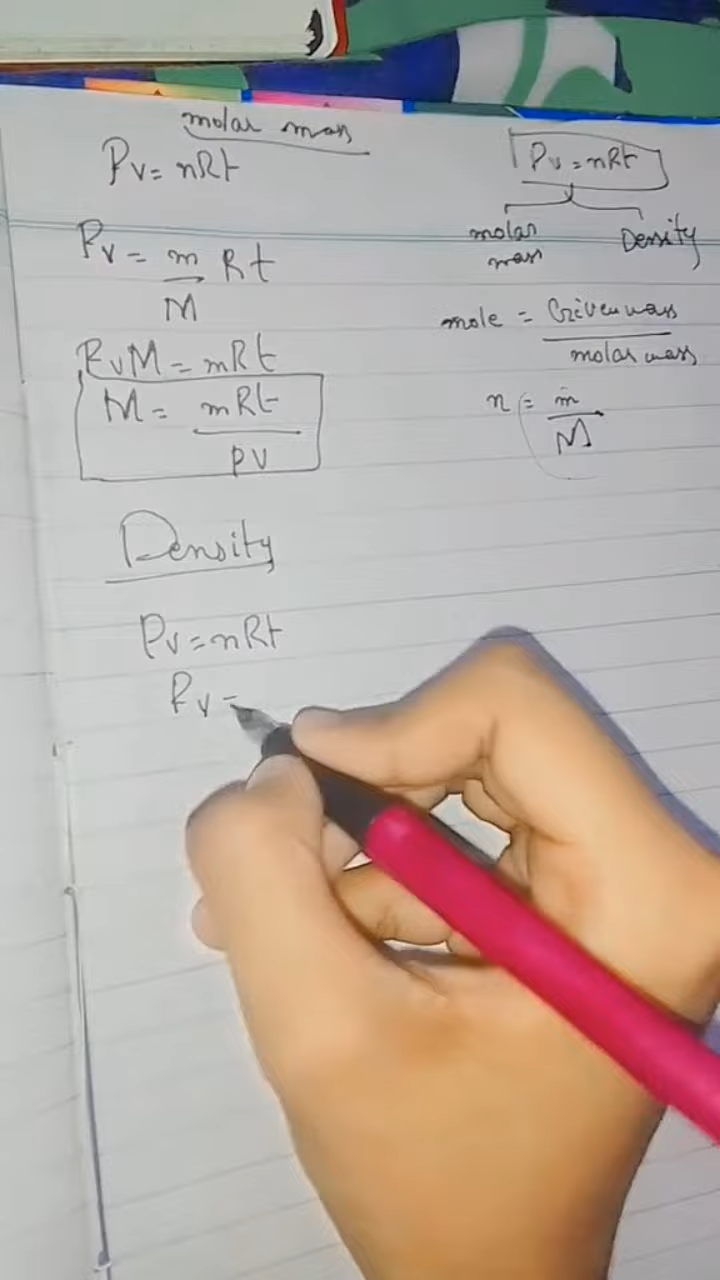 molar mass
Pv = nRt
Pv = m/M Rt
PvM = mRt
M = mRt/PV
Pv = nRt
molar mass
Density
mole = Given mass/molar mass
n = m/M
Density
Pv = nRt
Pv =